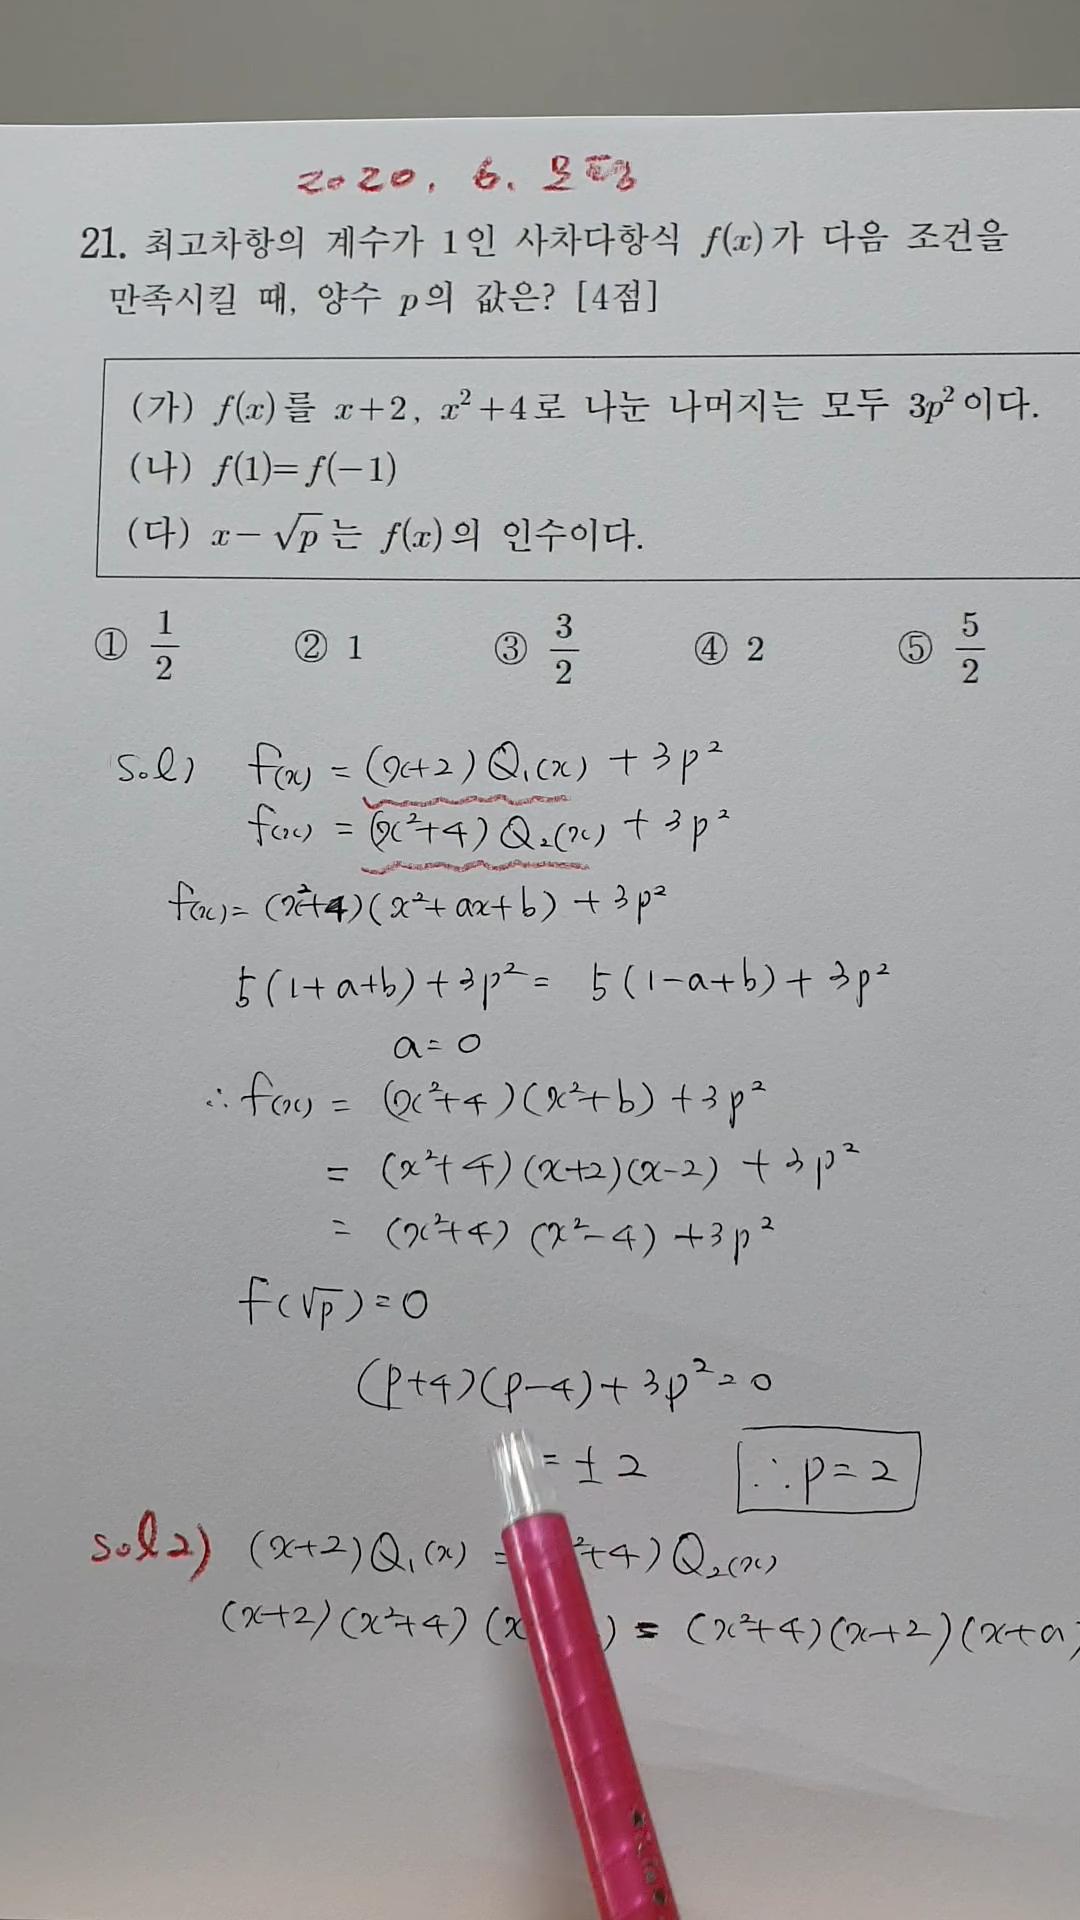 2020. 6. 모평
21. 최고차항의 계수가 1인 사차다항식 f(x)가 다음 조건을
만족시킬 때, 양수 p의 값은? [4점]
(가) f(x)를 x+2, x²+4로 나눈 나머지는 모두 3p²이다.
(나) f(1)=f(−1)
(다) x−√p는 f(x)의 인수이다.
① 1/2 ② 1 ③ 3/2 ④ 2 ⑤ 5/2
Sol) f(x) = (x+2)Q₁(x) + 3p²
f(x) = (x²+4)Q₂(x) + 3p²
f(x) = (x²+4)(x²+ax+b) + 3p²
5(1+a+b)+3p² = 5(1-a+b)+3p²
a=0
∴ f(x) = (x²+4)(x²+b)+3p²
= (x²+4)(x+2)(x-2) + 3p²
= (x²+4)(x²-4)+3p²
f(√p)=0
(p+4)(p-4)+3p²=0
= ±2 ∴ p=2
Sol2) (x+2)Q₁(x) = ²+4)Q₂(x)
(x+2)(x²+4)(x ) = (x²+4)(x+2)(x+a)